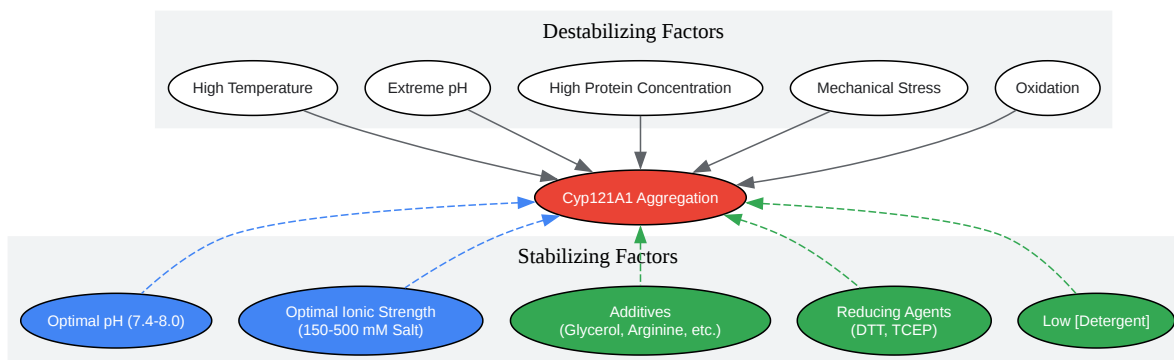 Destabilizing Factors
High Temperature
Extreme pH
High Protein Concentration
Mechanical Stress
Oxidation
Cyp121A1 Aggregation
Stabilizing Factors
Optimal pH (7.4-8.0)
Optimal Ionic Strength
(150-500 mM Salt)
Additives
(Glycerol, Arginine, etc.)
Reducing Agents
(DTT, TCEP)
Low [Detergent]